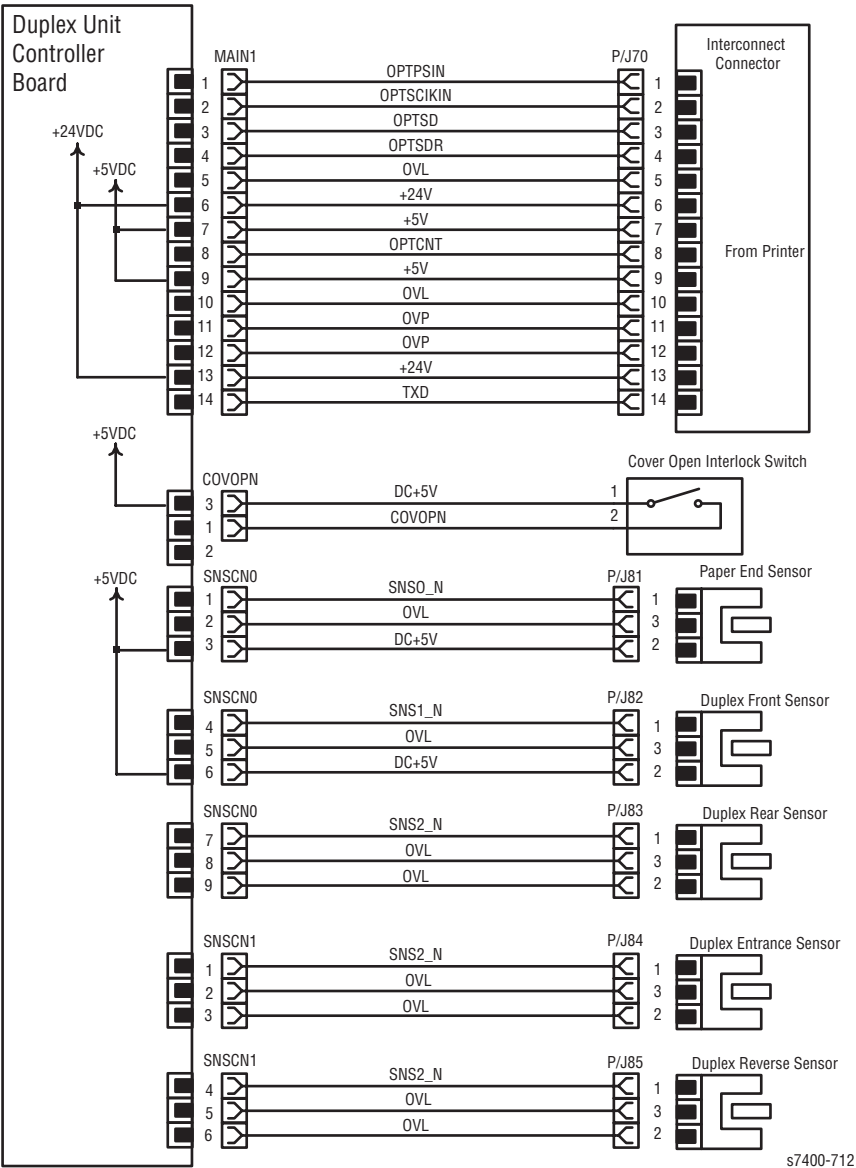 Duplex Unit
Controller
Board
MAIN1
P/J70
Interconnect
Connector
From Printer
+24VDC
+5VDC
1 OPTPSIN 1
2 OPTSCIKIN 2
3 OPTSD 3
4 OPTSDR 4
5 OVL 5
6 +24V 6
7 +5V 7
8 OPTCNT 8
9 +5V 9
10 OVL 10
11 OVP 11
12 OVP 12
13 +24V 13
14 TXD 14
+5VDC
COVOPN
Cover Open Interlock Switch
3 DC+5V 1
1 COVOPN 2
2
+5VDC
SNSCN0
P/J81
Paper End Sensor
1 SNSO_N 1
2 OVL 3
3 DC+5V 2
SNSCN0
P/J82
Duplex Front Sensor
4 SNS1_N 1
5 OVL 3
6 DC+5V 2
SNSCN0
P/J83
Duplex Rear Sensor
7 SNS2_N 1
8 OVL 3
9 OVL 2
SNSCN1
P/J84
Duplex Entrance Sensor
1 SNS2_N 1
2 OVL 3
3 OVL 2
SNSCN1
P/J85
Duplex Reverse Sensor
4 SNS2_N 1
5 OVL 3
6 OVL 2
s7400-712